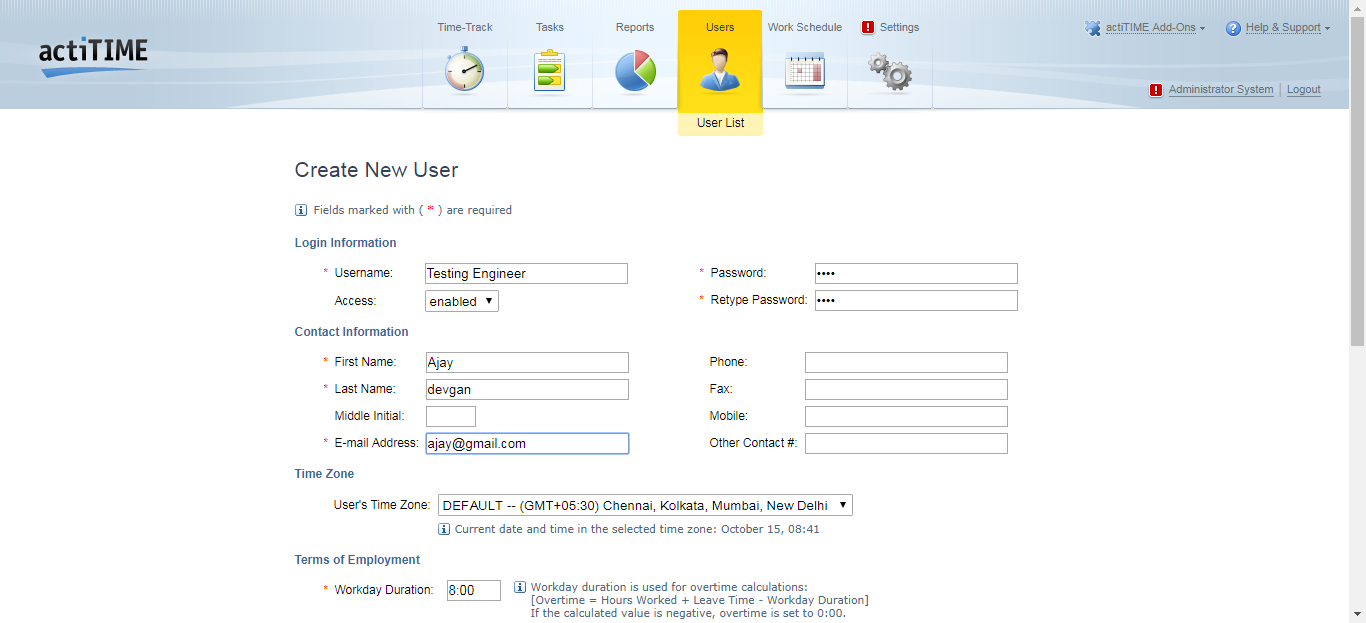 actiTIME
Time-Track
Tasks
Reports
Users
Work Schedule
! Settings
actiTIME Add-Ons
? Help & Support
! Administrator System | Logout
User List
Create New User
i Fields marked with ( * ) are required
Login Information
* Username: Testing Engineer
* Password: ••••
Access: enabled
* Retype Password: ••••
Contact Information
* First Name: Ajay
Phone:
* Last Name: devgan
Fax:
Middle Initial:
Mobile:
* E-mail Address: ajay@gmail.com
Other Contact #:
Time Zone
User's Time Zone: DEFAULT -- (GMT+05:30) Chennai, Kolkata, Mumbai, New Delhi
i Current date and time in the selected time zone: October 15, 08:41
Terms of Employment
* Workday Duration: 8:00
i Workday duration is used for overtime calculations:
[Overtime = Hours Worked + Leave Time - Workday Duration]
If the calculated value is negative, overtime is set to 0:00.